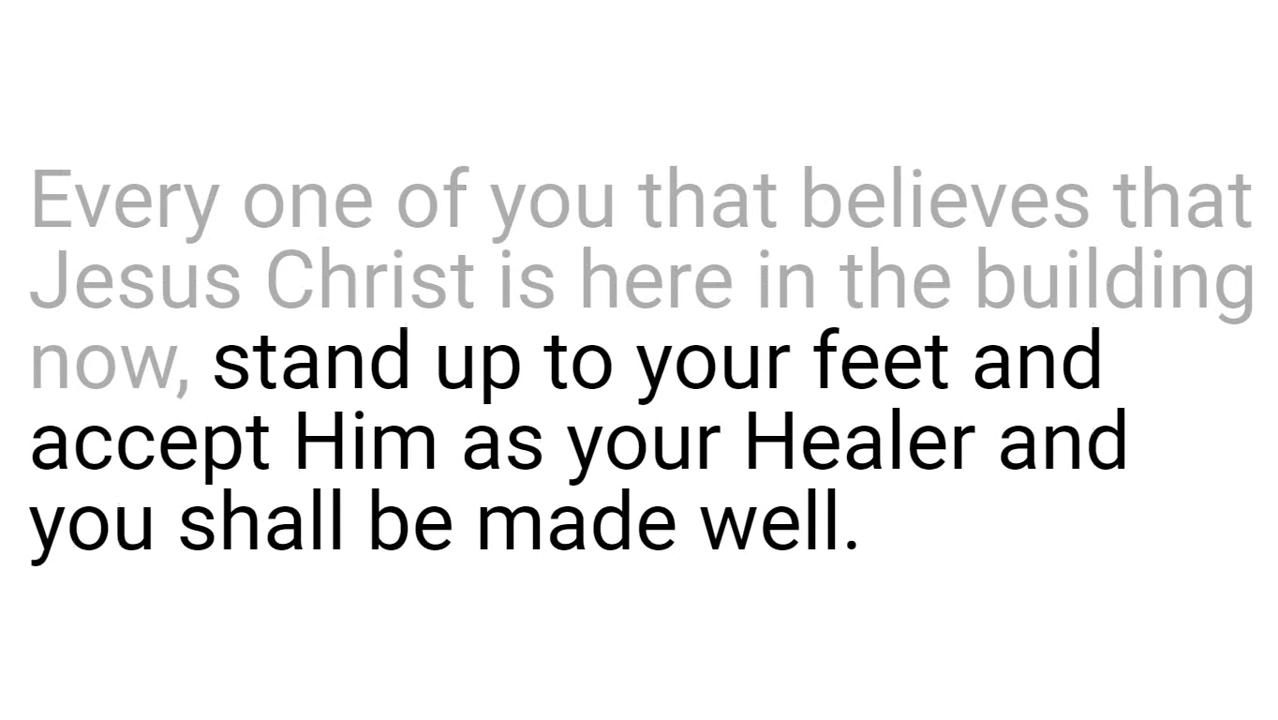 Every one of you that believes that
Jesus Christ is here in the building
now, stand up to your feet and
accept Him as your Healer and
you shall be made well.